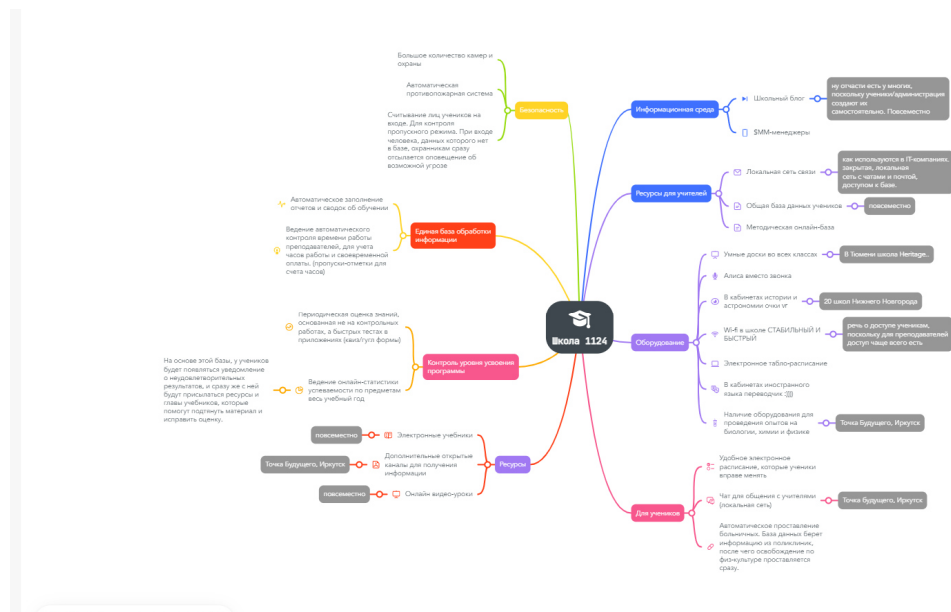 Большое количество камер и
охраны
Автоматическая
противопожарная система
Считывание лиц учеников на
входе. Для контроля
пропускного режима. При входе
человека, данных которого нет
в базе, охранникам сразу
отсылается оповещение об
возможной угрозе
Безопасность
Автоматическое заполнение
отчетов и сводок об обучении
Ведение автоматического
контроля времени работы
преподавателей, для учета
часов работы и своевременной
оплаты. (пропуски-отметки для
счета часов)
Единая база обработки
информации
Периодическая оценка знаний,
основанная не на контрольных
работах, а быстрых тестах в
приложениях (квиз/гугл формы)
На основе этой базы, у учеников
будет появляться уведомление
о неудовлетворительных
результатов, и сразу же с ней
будут присылаться ресурсы и
главы учебников, которые
помогут подтянуть материал и
исправить оценку.
Ведение онлайн-статистики
успеваемости по предметам
весь учебный год
Контроль уровня усвоения
программы
повсеместно
Электронные учебники
Точка Будущего, Иркутск
Дополнительные открытые
каналы для получения
информации
повсеместно
Онлайн видео-уроки
Ресурсы
Школа 1124
Информационная среда
Школьный блог
ну отчасти есть у многих,
поскольку ученики/администрация
создают их
самостоятельно. Повсеместно
SMM-менеджеры
Ресурсы для учителей
Локальная сеть связи
как используются в IT-компаниях.
закрытая, локальная
сеть с чатами и почтой,
доступом к базе.
Общая база данных учеников
повсеместно
Методическая онлайн-база
Оборудование
Умные доски во всех классах
В Тюмени школа Heritage..
Алиса вместо звонка
В кабинетах истории и
астрономии очки vr
20 школ Нижнего Новгорода
Wi-fi в школе СТАБИЛЬНЫЙ И
БЫСТРЫЙ
речь о доступе ученикам,
поскольку для преподавателей
доступ чаще всего есть
Электронное табло-расписание
В кабинетах иностранного
языка переводчик :))))
Наличие оборудования для
проведения опытов на
биологии, химии и физике
Точка Будущего, Иркутск
Для учеников
Удобное электронное
расписание, которые ученики
вправе менять
Чат для общения с учителями
(локальная сеть)
Точка будущего, Иркутск
Автоматическое проставление
больничных. База данных берет
информацию из поликлиник,
после чего освобождение по
физ-культуре проставляется
сразу.